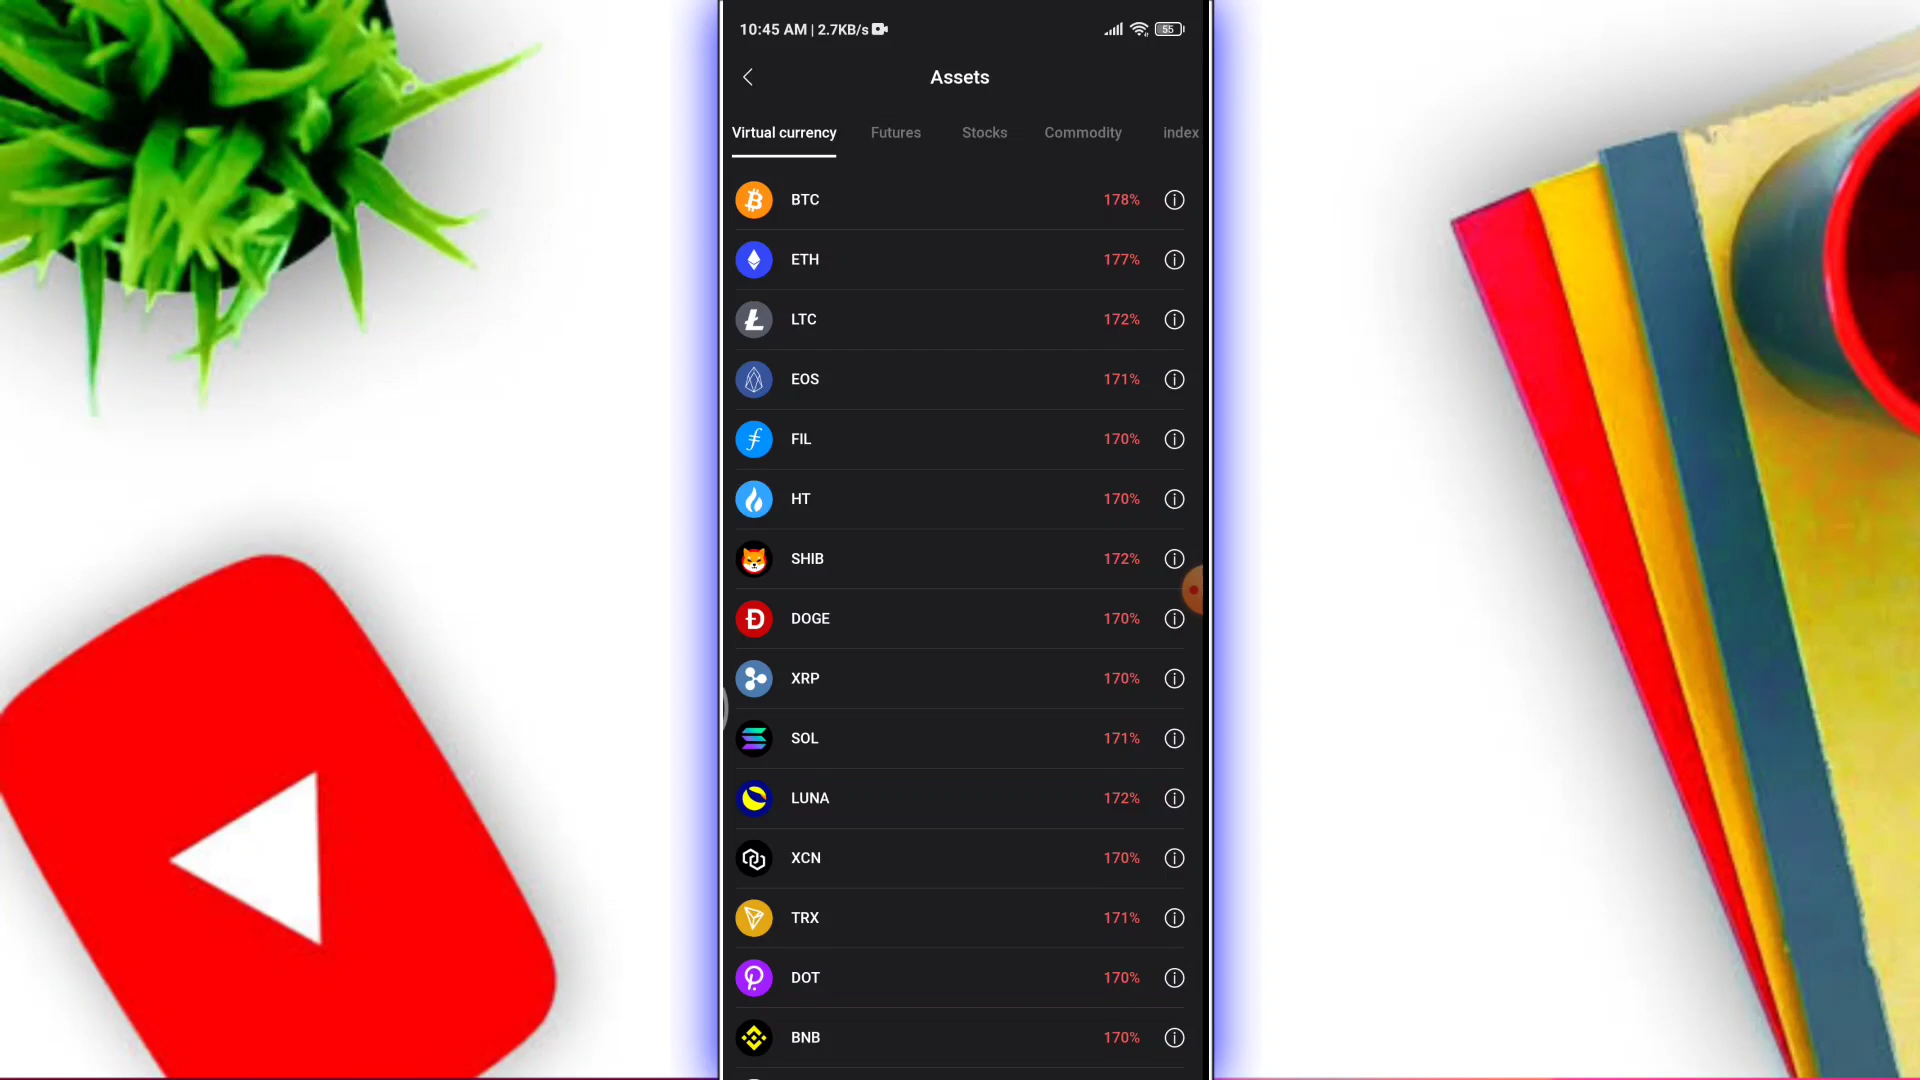 10:45 AM | 2.7KB/s
55
Assets
Virtual currency Futures Stocks Commodity index
BTC 178%
ETH 177%
LTC 172%
EOS 171%
FIL 170%
HT 170%
SHIB 172%
DOGE 170%
XRP 170%
SOL 171%
LUNA 172%
XCN 170%
TRX 171%
DOT 170%
BNB 170%